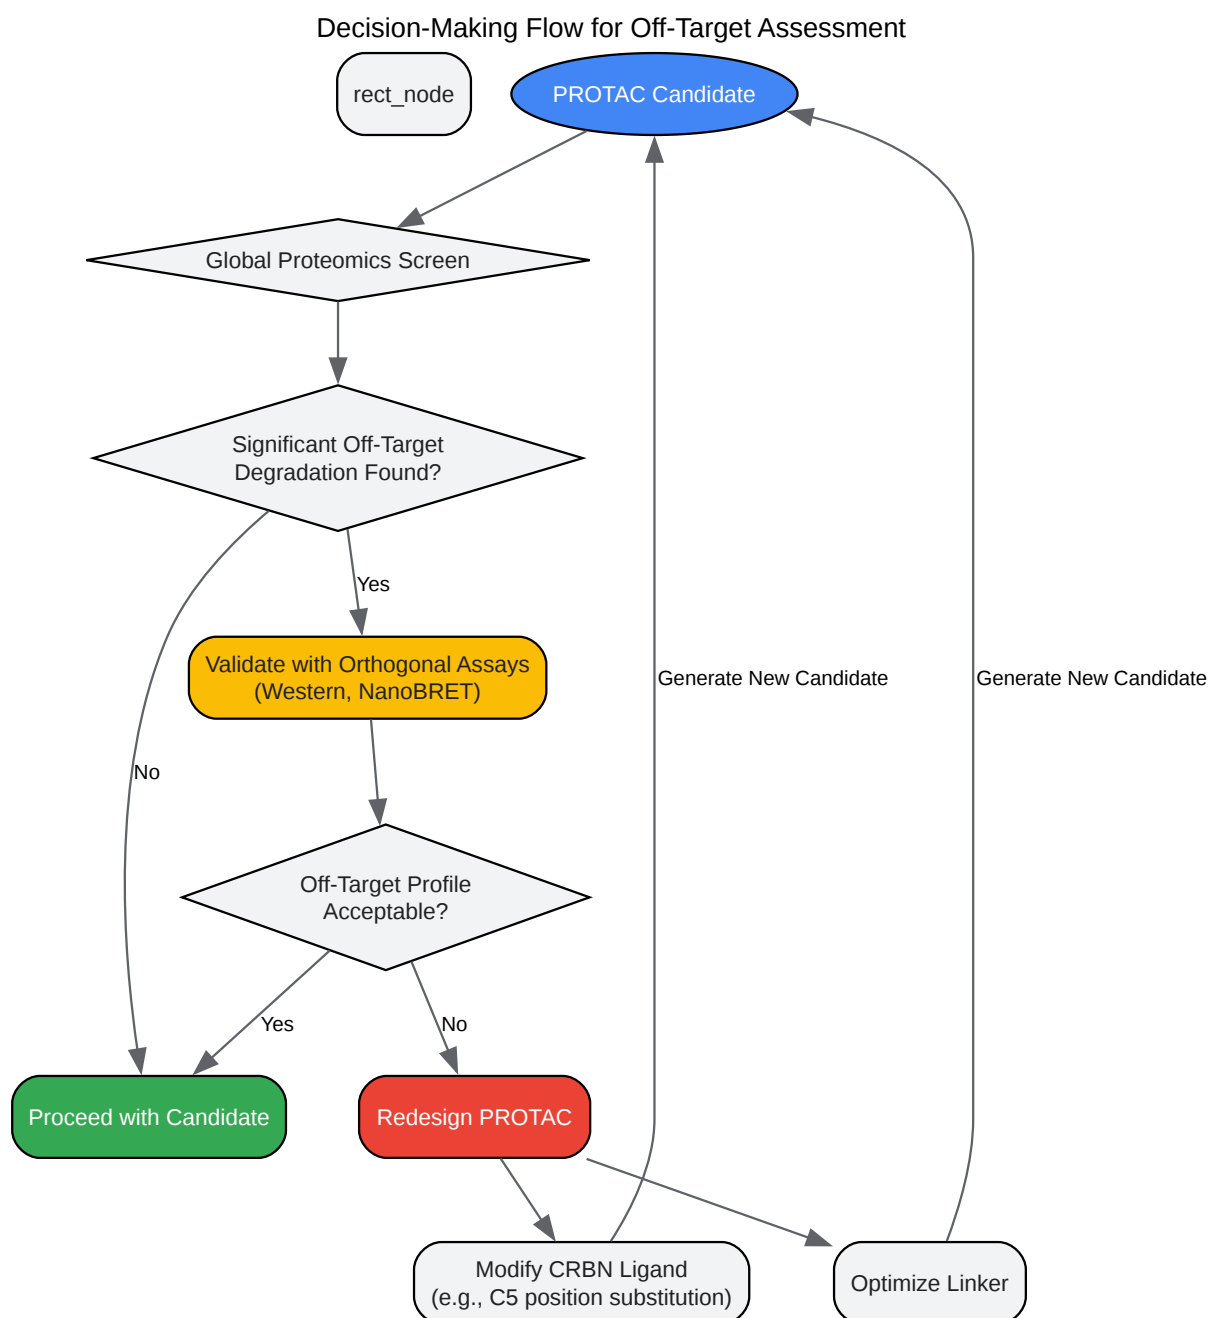 Decision-Making Flow for Off-Target Assessment
rect_node
PROTAC Candidate
Global Proteomics Screen
Significant Off-Target
Degradation Found?
Yes
Validate with Orthogonal Assays
(Western, NanoBRET)
Generate New Candidate
Generate New Candidate
No
Off-Target Profile
Acceptable?
Yes
No
Proceed with Candidate
Redesign PROTAC
Modify CRBN Ligand
(e.g., C5 position substitution)
Optimize Linker